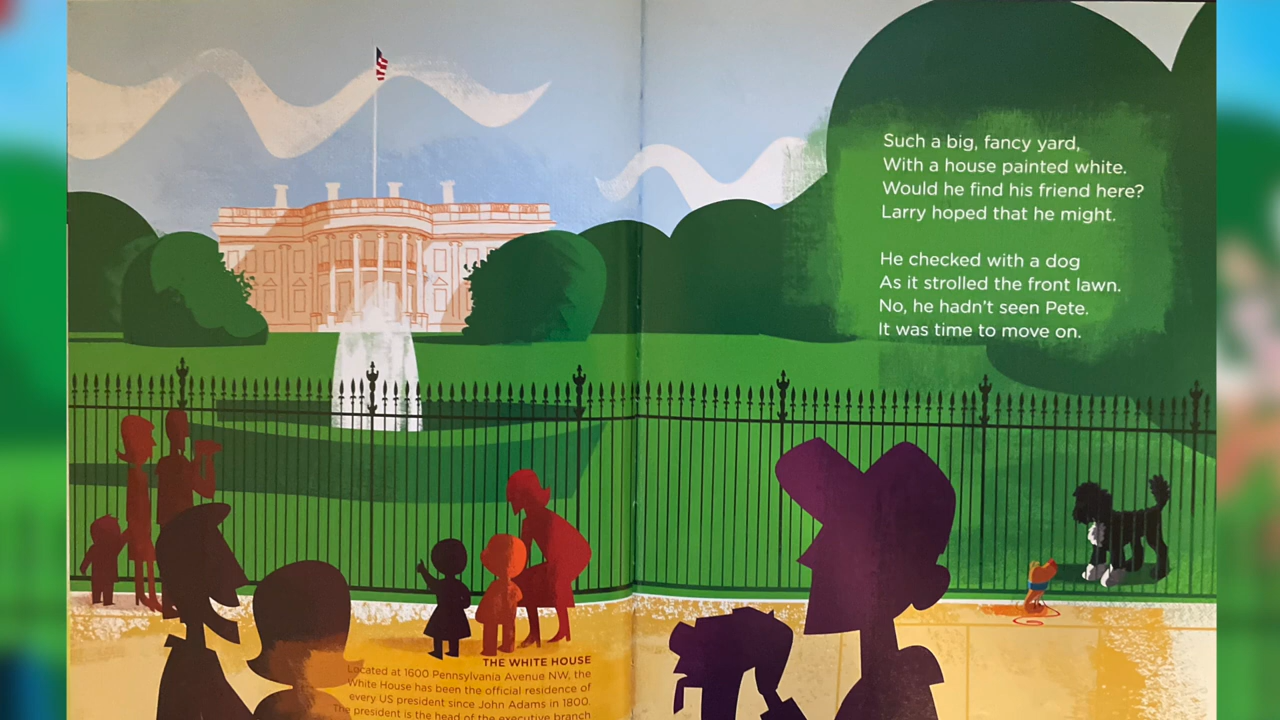 Such a big, fancy yard,
With a house painted white.
Would he find his friend here?
Larry hoped that he might.
He checked with a dog
As it strolled the front lawn.
No, he hadn't seen Pete.
It was time to move on.
THE WHITE HOUSE
Located at 1600 Pennsylvania Avenue NW, the
White House has been the official residence of
every US president since John Adams in 1800.
The president is the head of the executive branch